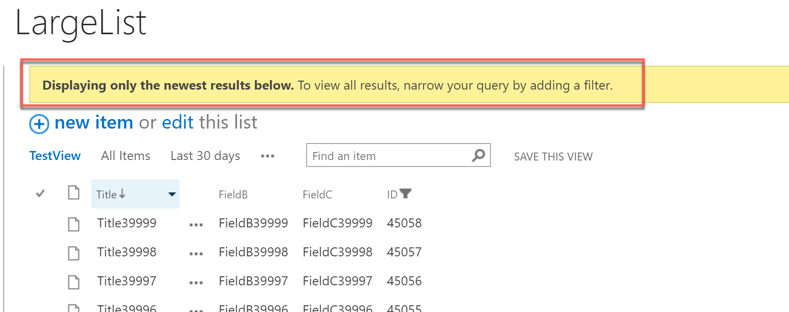 LargeList
Displaying only the newest results below. To view all results, narrow your query by adding a filter.
new item or edit this list
TestView All Items Last 30 days ••• Find an item SAVE THIS VIEW
Title FieldB FieldC ID
Title39999 ••• FieldB39999 FieldC39999 45058
Title39998 ••• FieldB39998 FieldC39998 45057
Title39997 ••• FieldB39997 FieldC39997 45056
Title39996 ••• FieldB39996 FieldC39996 45055